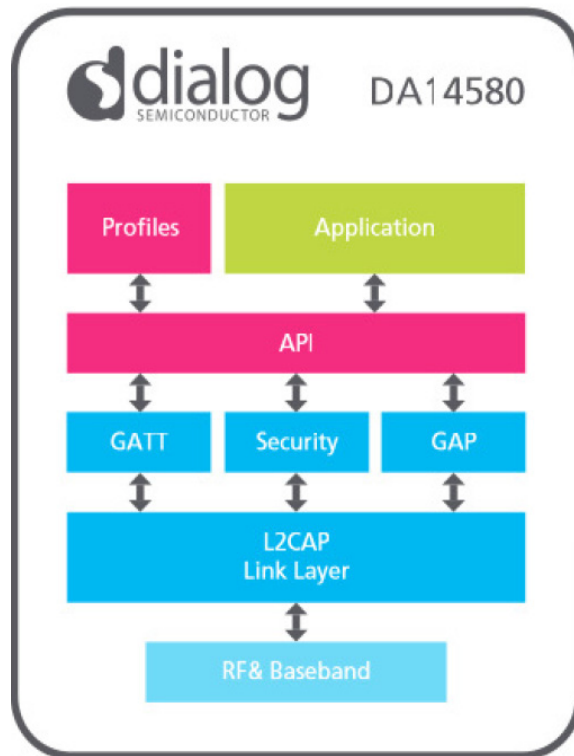 dialog DA14580
SEMICONDUCTOR
Profiles Application
API
GATT Security GAP
L2CAP
Link Layer
RF& Baseband